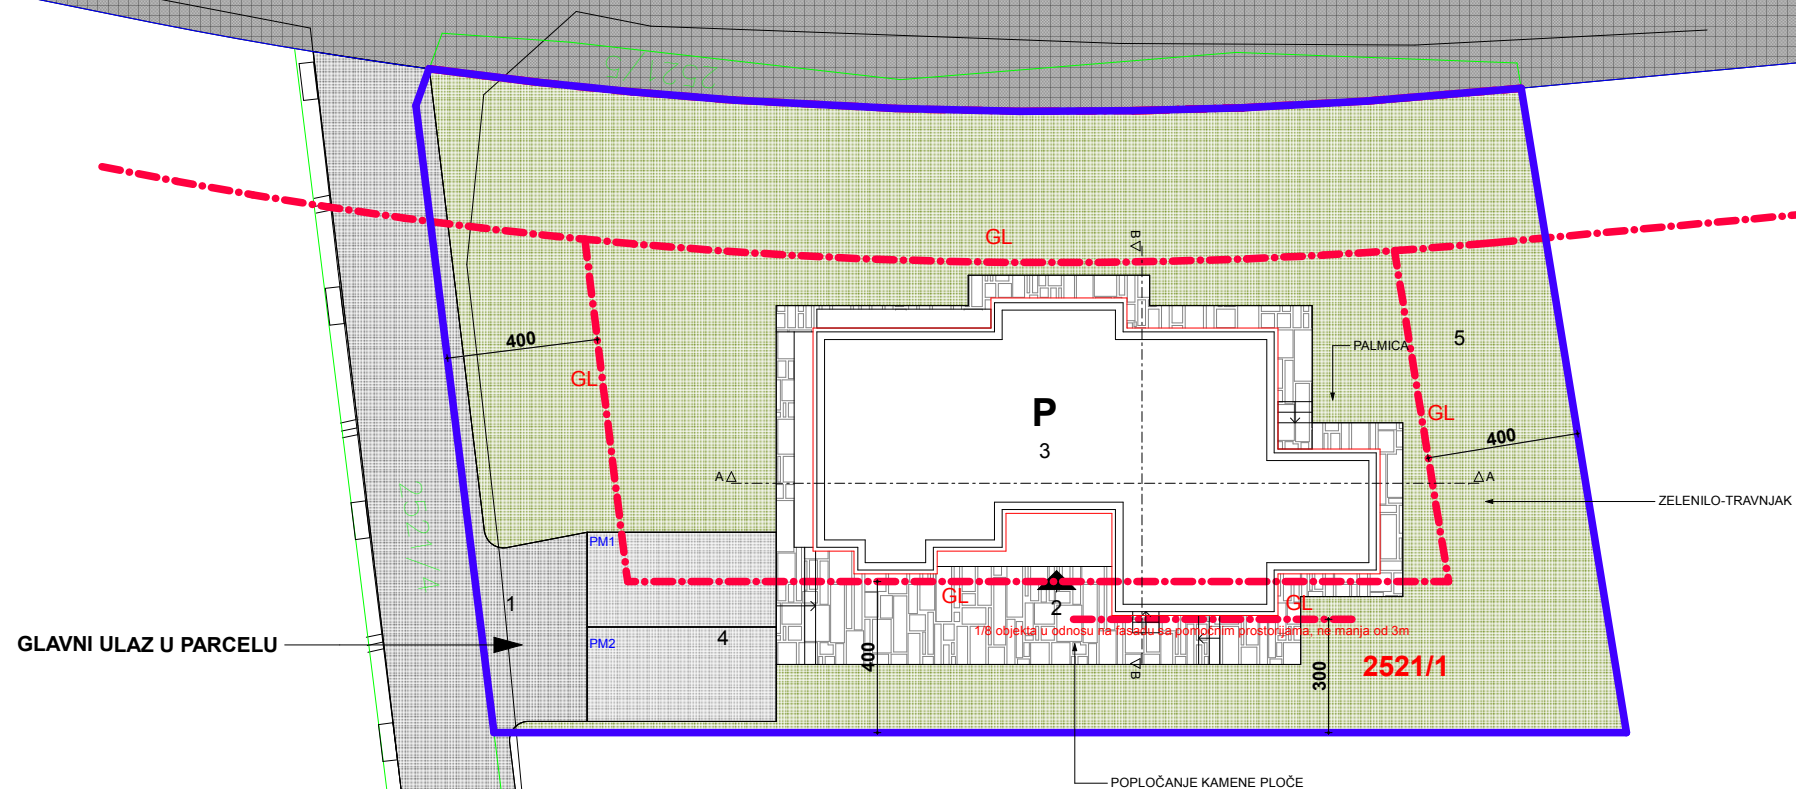 GL
B
PALMICA
5
400
GL
P
3
GL
400
A
A
ZELENILO-TRAVNJAK
2521/4
PM1
1
GL
2
GL
4
PM2
GLAVNI ULAZ U PARCELU
1/8 objekta u odnosu na fasadu sa pomoćnim prostorijama, ne manja od 3m
400
B
300
2521/1
POPLOČANJE KAMENE PLOČE